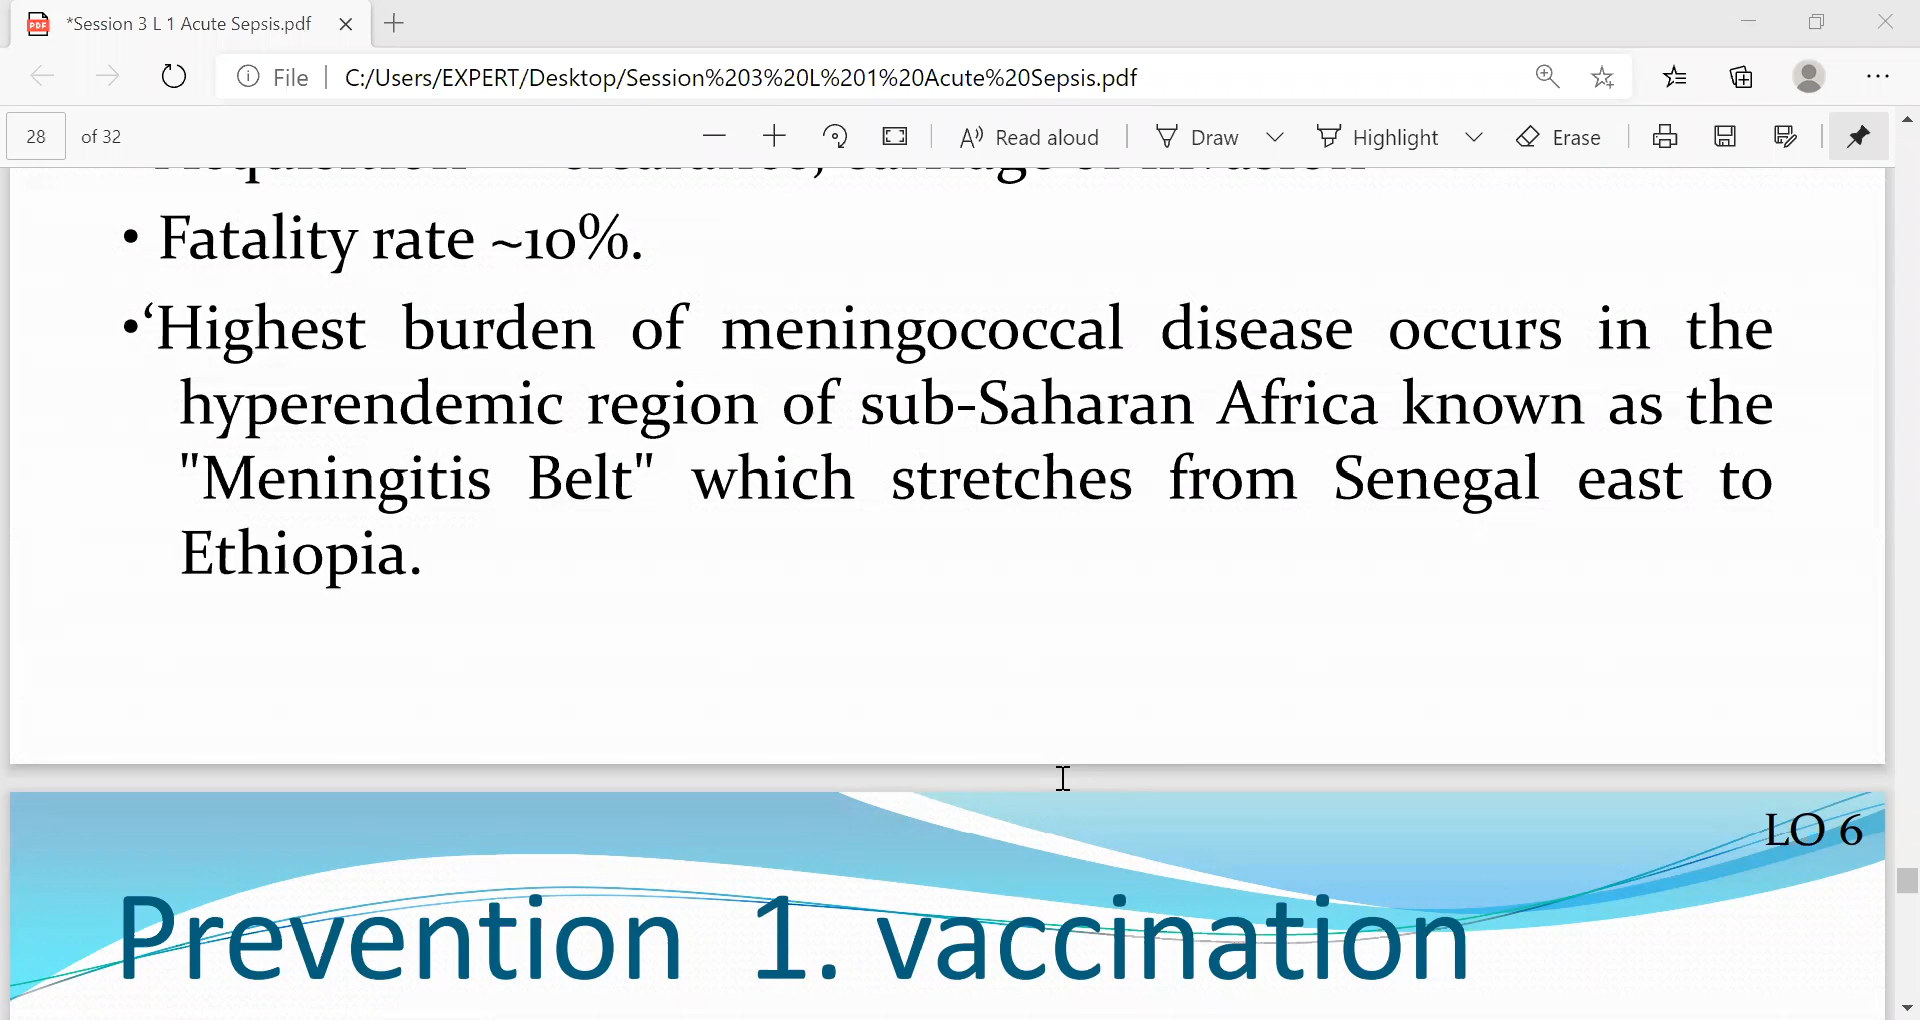 *Session 3 L 1 Acute Sepsis.pdf
File | C:/Users/EXPERT/Desktop/Session%203%20L%201%20Acute%20Sepsis.pdf
28 of 32 Read aloud Draw Highlight Erase
• Fatality rate ~10%.
•‘Highest burden of meningococcal disease occurs in the
hyperendemic region of sub-Saharan Africa known as the
"Meningitis Belt" which stretches from Senegal east to
Ethiopia.
LO 6
Prevention 1. vaccination